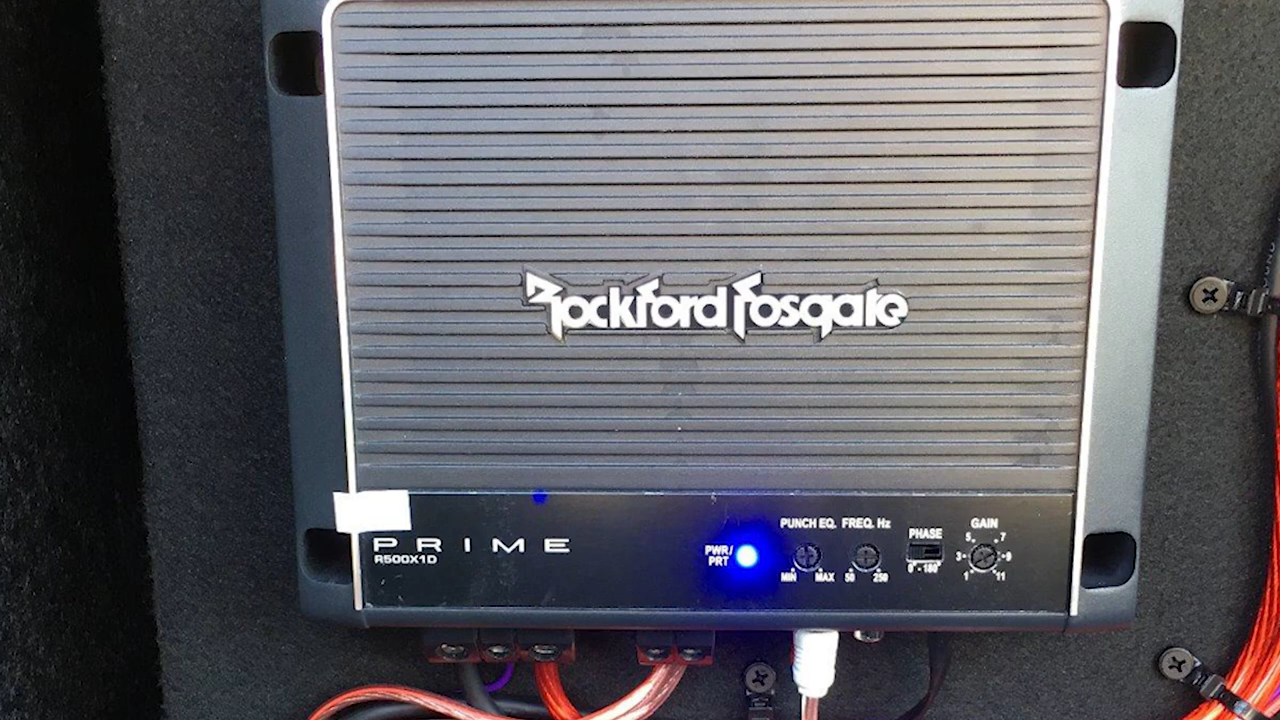 Rockford Fosgate
PRIME
R500X1D
PWR/
PRT
PUNCH EQ.
MIN MAX
FREQ. Hz
50 250
PHASE
0° - 180°
GAIN
5 7
3 9
1 11